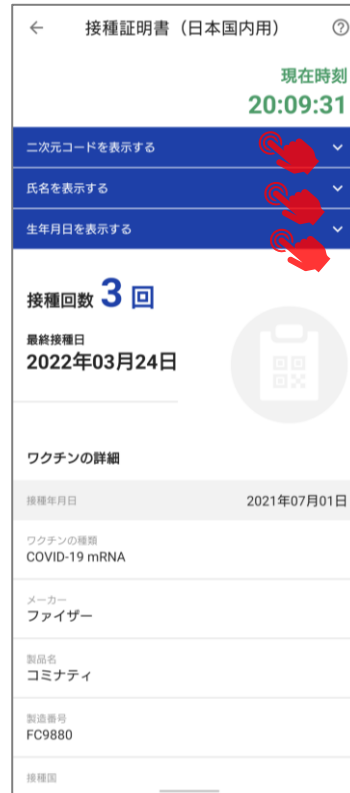 接種証明書（日本国内用）
現在時刻
20:09:31
二次元コードを表示する
氏名を表示する
生年月日を表示する
接種回数 3 回
最終接種日
2022年03月24日
ワクチンの詳細
接種年月日 2021年07月01日
ワクチンの種類
COVID-19 mRNA
メーカー
ファイザー
製品名
コミナティ
製造番号
FC9880
接種国